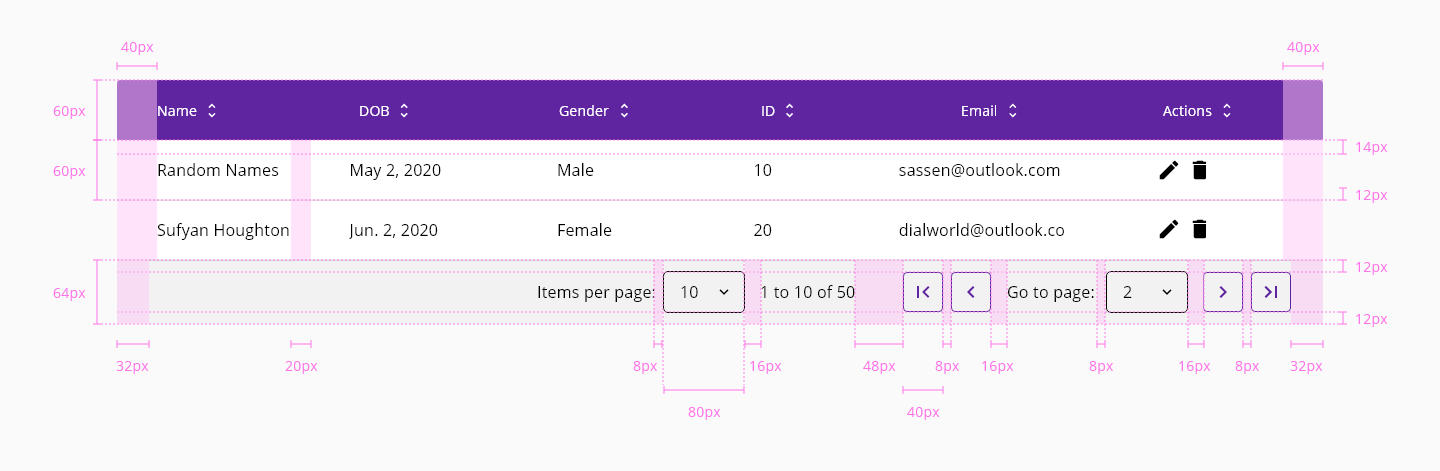 40px 40px
60px Name DOB Gender ID Email Actions
14px
60px Random Names May 2, 2020 Male 10 sassen@outlook.com
12px
Sufyan Houghton Jun. 2, 2020 Female 20 dialworld@outlook.co
12px
64px Items per page: 10 1 to 10 of 50 Go to page: 2
12px
32px 20px 8px 16px 48px 8px 16px 8px 16px 8px 32px
80px 40px